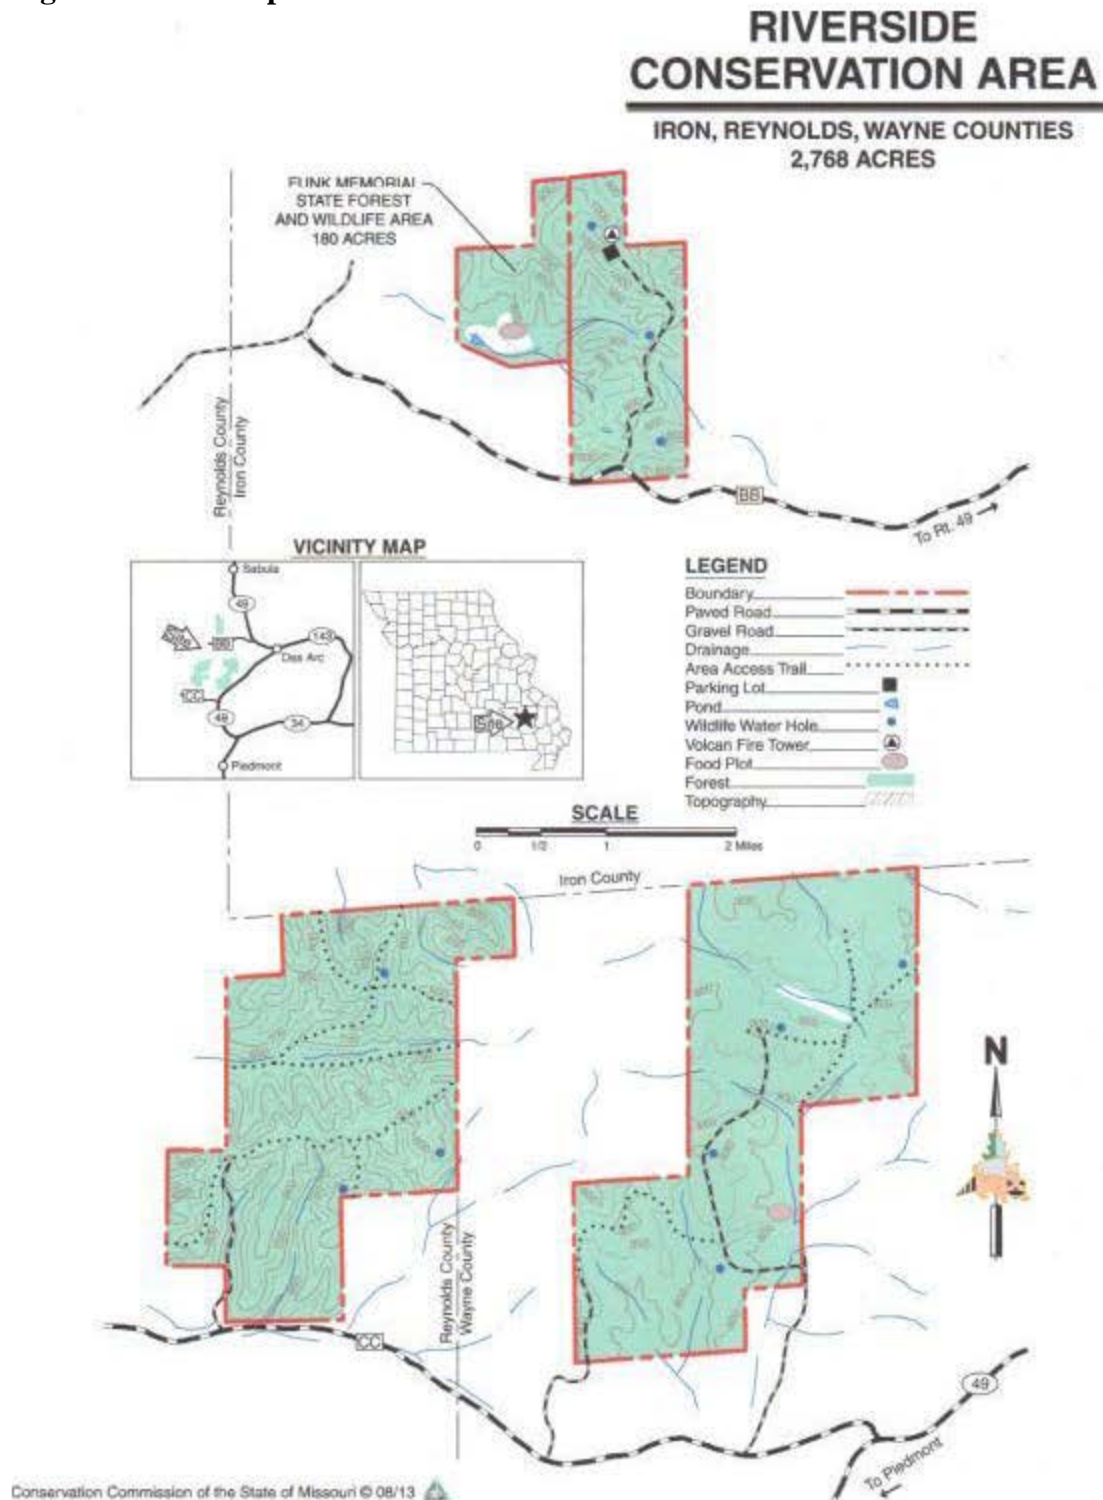 RIVERSIDE
CONSERVATION AREA
IRON, REYNOLDS, WAYNE COUNTIES
2,768 ACRES
FUNK MEMORIAL
STATE FOREST
AND WILDLIFE AREA
180 ACRES
Reynolds County
Iron County
BB
To Rt. 49
VICINITY MAP
Sabula
49
BB
143
Des Arc
CC
49
34
Piedmont
Site
Site
LEGEND
Boundary
Paved Road
Gravel Road
Drainage
Area Access Trail
Parking Lot
Pond
Wildlife Water Hole
Volcan Fire Tower
Food Plot
Forest
Topography
SCALE
0 1/2 1 2 Miles
Iron County
N
Reynolds County
Wayne County
CC
49
To Piedmont
Conservation Commission of the State of Missouri © 08/13